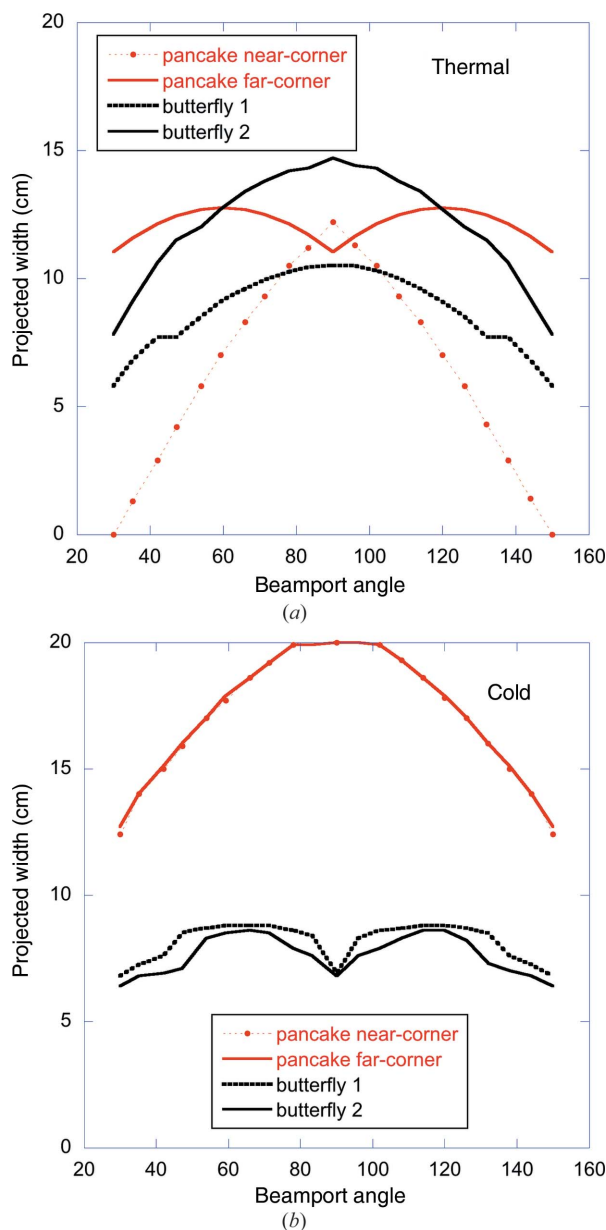 20
pancake near-corner
pancake far-corner
butterfly 1
butterfly 2
Thermal
15
10
5
0
Projected width (cm)
20 40 60 80 100 120 140 160
Beamport angle
(a)
20
Cold
15
10
5
0
Projected width (cm)
pancake near-corner
pancake far-corner
butterfly 1
butterfly 2
20 40 60 80 100 120 140 160
Beamport angle
(b)